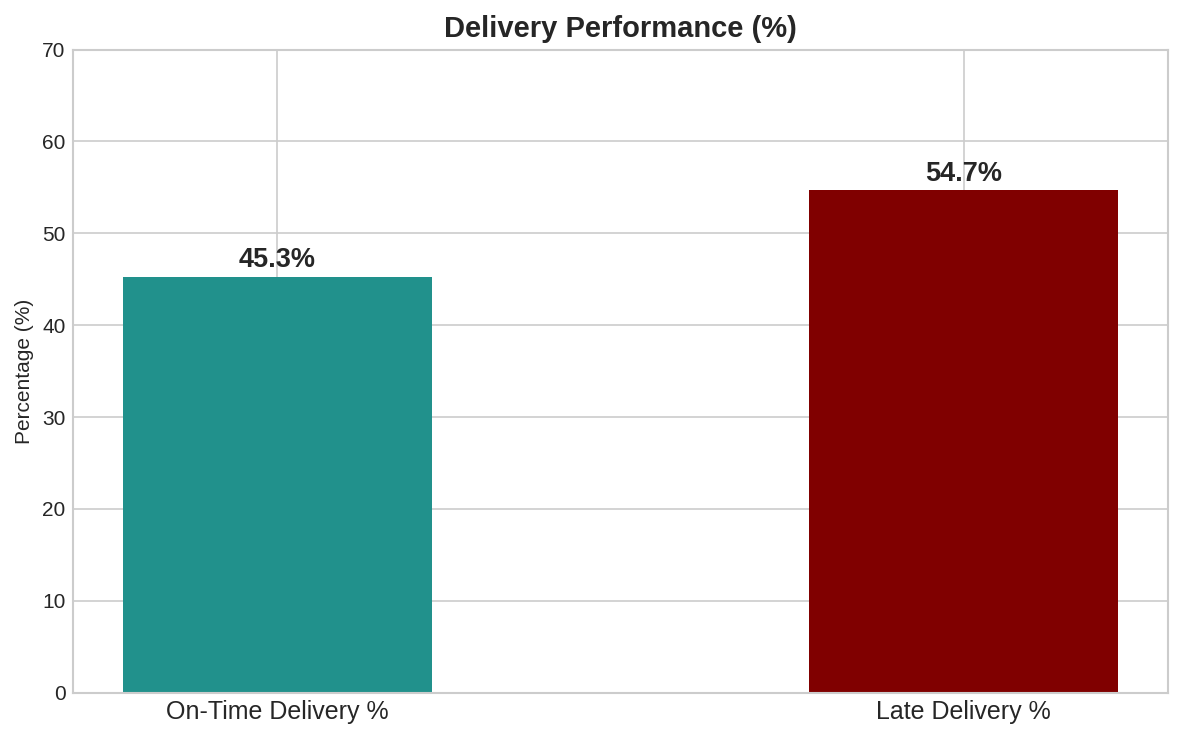 Delivery Performance (%)
70
60
50
40
30
20
10
0
Percentage (%)
45.3%
54.7%
On-Time Delivery %
Late Delivery %